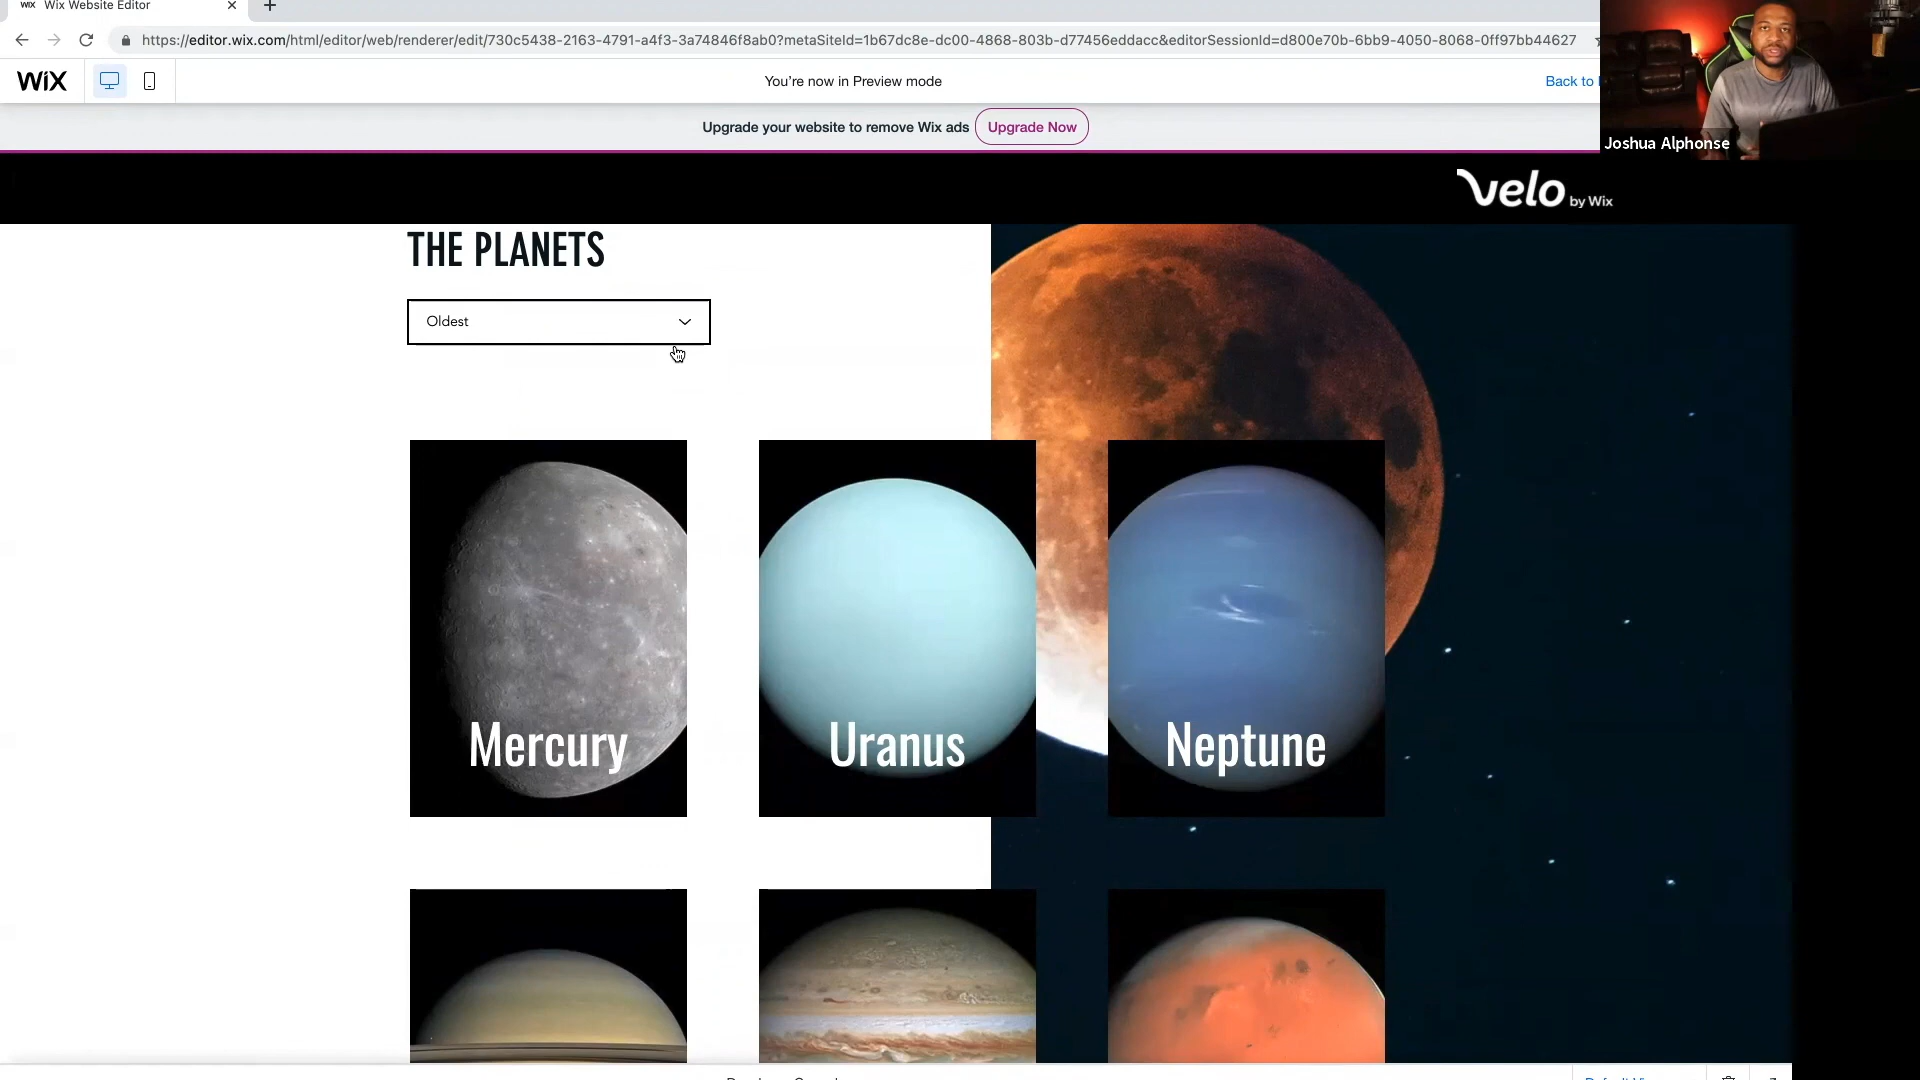 WIX Wix Website Editor
https://editor.wix.com/html/editor/web/renderer/edit/730c5438-2163-4791-a4f3-3a74846f8ab0?metaSiteId=1b67dc8e-dc00-4868-803b-d77456eddacc&editorSessionId=d800e70b-6bb9-4050-8068-0ff97bb44627
WIX
You're now in Preview mode
Back to
Upgrade your website to remove Wix ads
Upgrade Now
Joshua Alphonse
velo by Wix
THE PLANETS
Oldest
Mercury
Uranus
Neptune